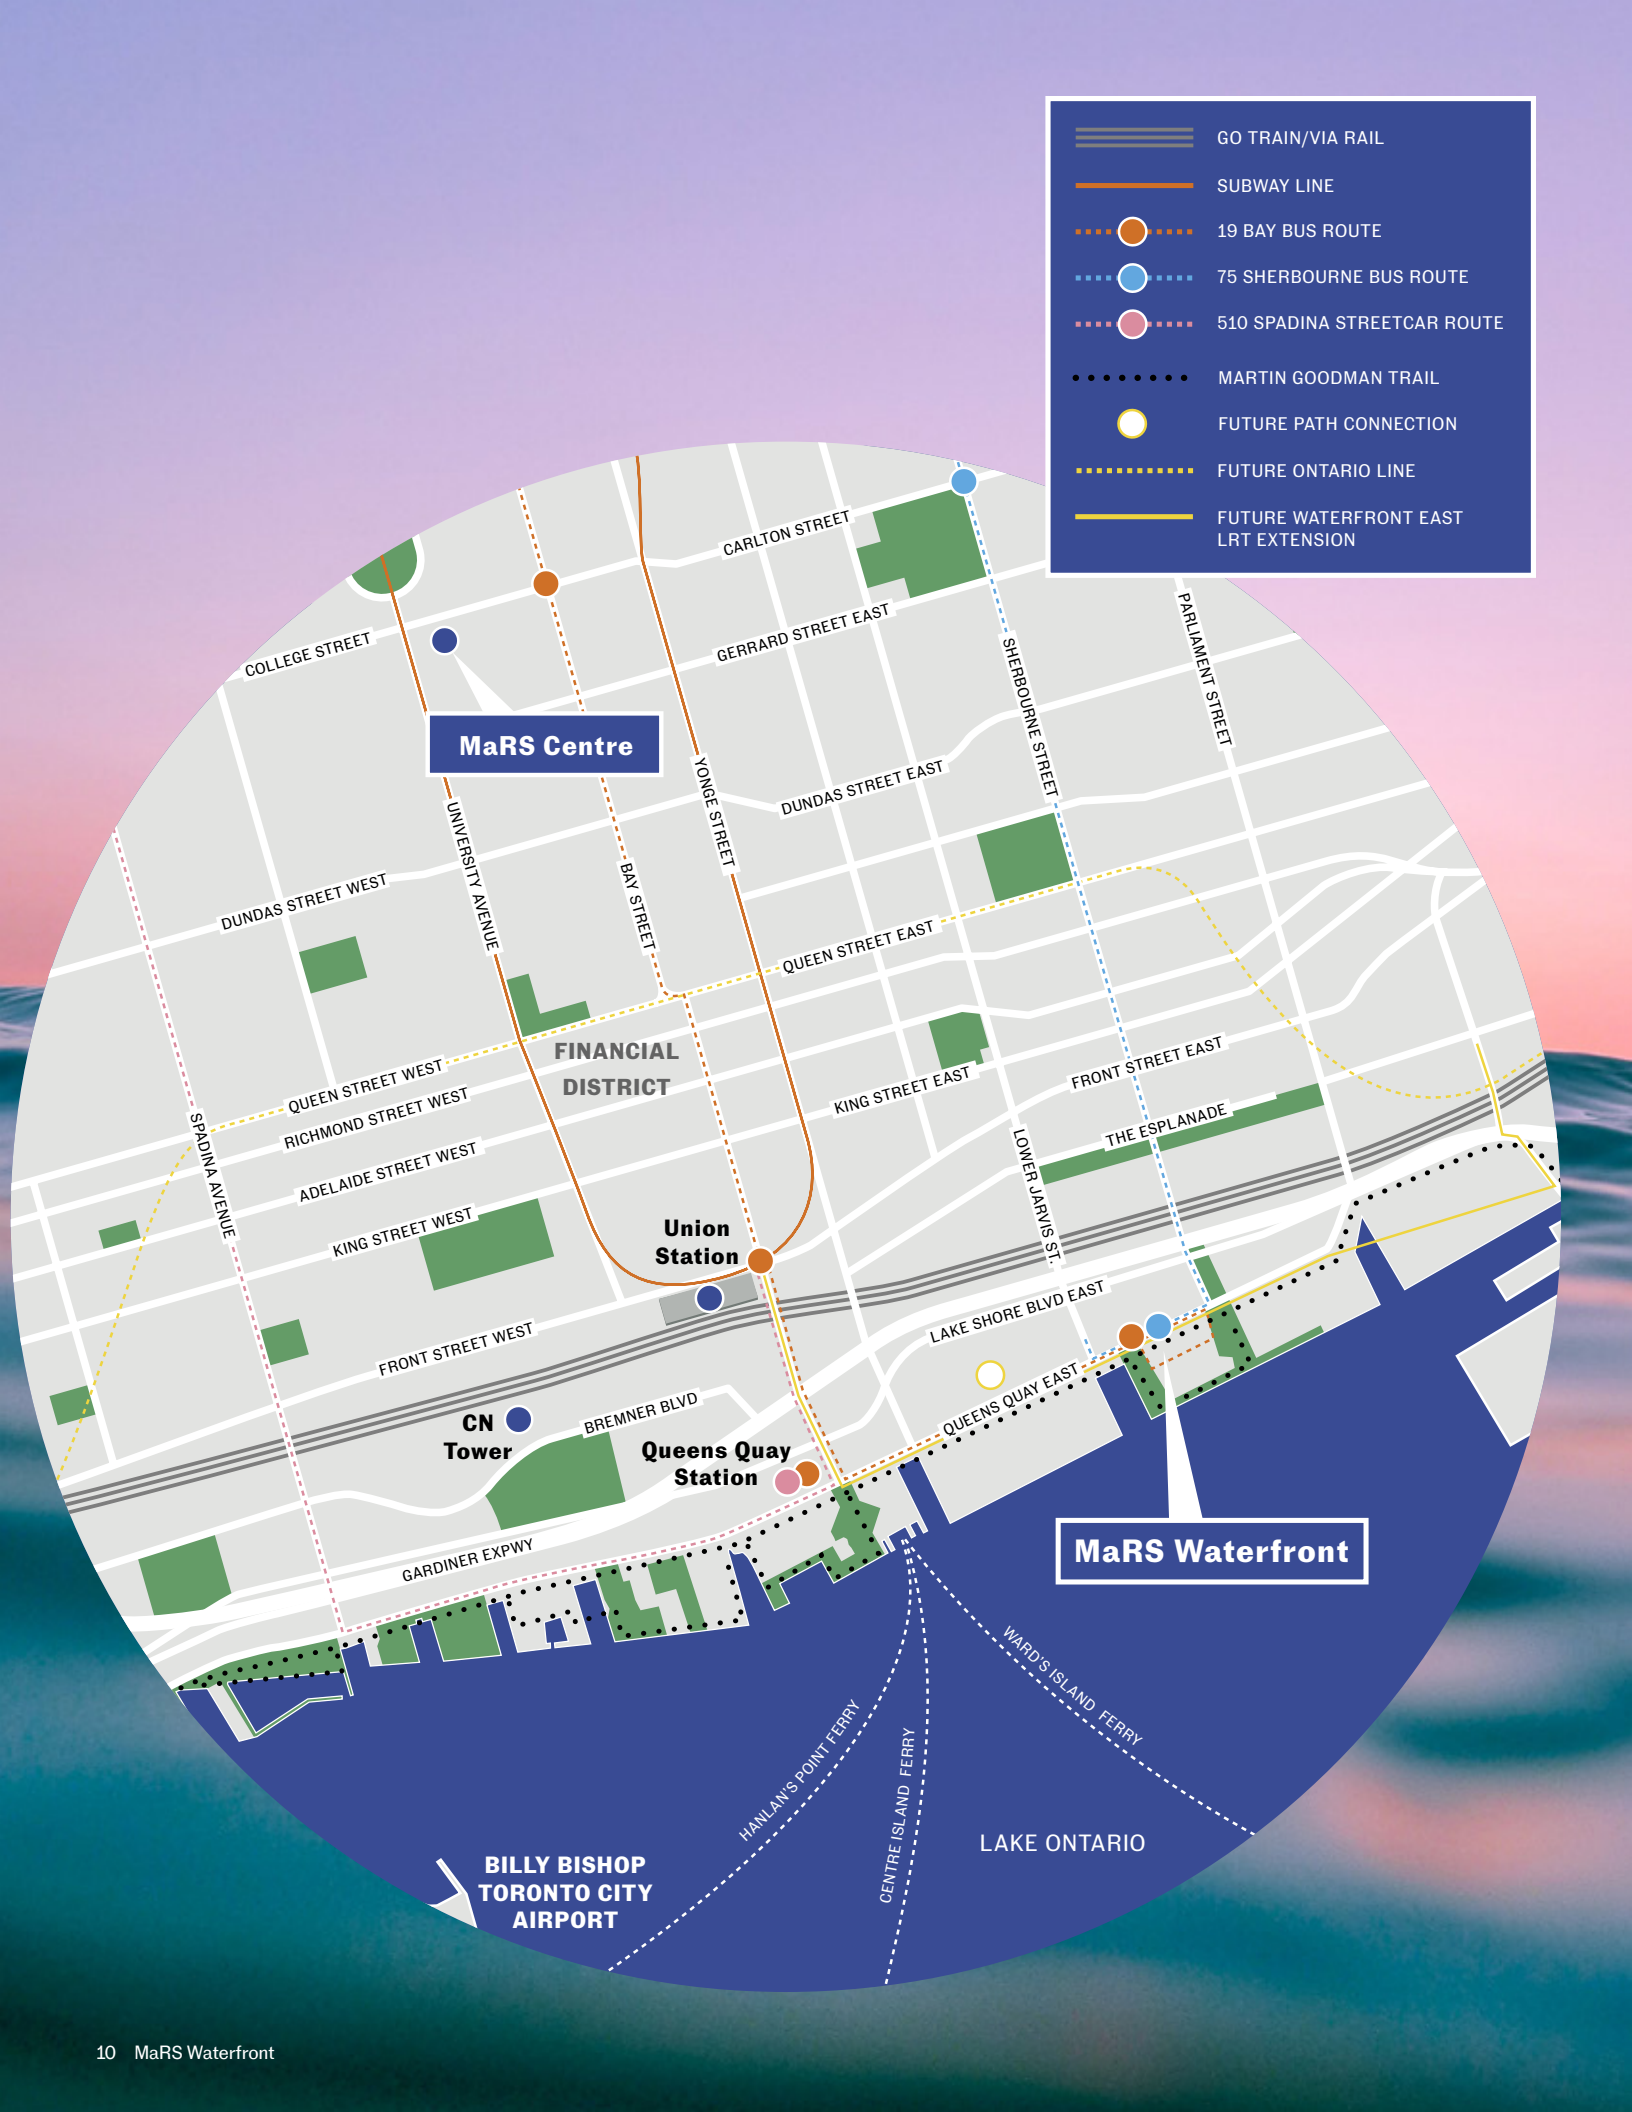 GO TRAIN/VIA RAIL
SUBWAY LINE
19 BAY BUS ROUTE
75 SHERBOURNE BUS ROUTE
510 SPADINA STREETCAR ROUTE
MARTIN GOODMAN TRAIL
FUTURE PATH CONNECTION
FUTURE ONTARIO LINE
FUTURE WATERFRONT EAST
LRT EXTENSION
CARLTON STREET
COLLEGE STREET
GERRARD STREET EAST
PARLIAMENT STREET
SHERBOURNE STREET
MaRS Centre
YONGE STREET
DUNDAS STREET EAST
UNIVERSITY AVENUE
BAY STREET
DUNDAS STREET WEST
QUEEN STREET EAST
FINANCIAL
DISTRICT
QUEEN STREET WEST
RICHMOND STREET WEST
KING STREET EAST
FRONT STREET EAST
THE ESPLANADE
SPADINA AVENUE
ADELAIDE STREET WEST
LOWER JARVIS ST.
KING STREET WEST
Union
Station
LAKE SHORE BLVD EAST
FRONT STREET WEST
QUEENS QUAY EAST
CN
Tower
BREMNER BLVD
Queens Quay
Station
GARDINER EXPWY
MaRS Waterfront
WARD'S ISLAND FERRY
HANLAN'S POINT FERRY
CENTRE ISLAND FERRY
LAKE ONTARIO
BILLY BISHOP
TORONTO CITY
AIRPORT
10 MaRS Waterfront